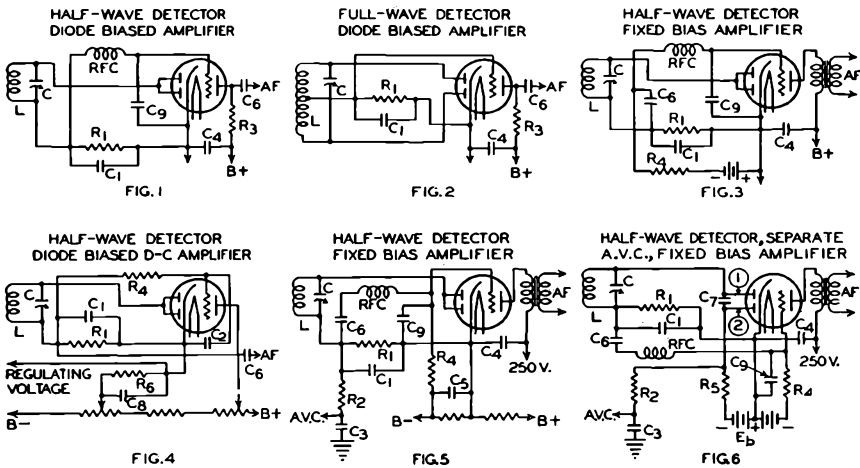 HALF-WAVE DETECTOR
DIODE BIASED AMPLIFIER
RFC
C
L
C9
R1
C1
C6
AF
R3
C4
B+
FIG.1
FULL-WAVE DETECTOR
DIODE BIASED AMPLIFIER
C
L
R1
C1
C6
AF
R3
C4
B+
FIG.2
HALF-WAVE DETECTOR
FIXED BIAS AMPLIFIER
RFC
C
L
C6
C9
R1
C1
C4
AF
B+
R4
- +
FIG.3
HALF-WAVE DETECTOR
DIODE BIASED D-C AMPLIFIER
R4
C
L
C1
R1
C2
C6
AF
REGULATING
VOLTAGE
R6
C8
B-
B+
FIG.4
HALF-WAVE DETECTOR
FIXED BIAS AMPLIFIER
C
L
RFC
C6
C9
R1
C1
R4
C4
AF
250 V.
R2
C5
A.V.C.
C3
B-
B+
FIG.5
HALF-WAVE DETECTOR, SEPARATE
A.V.C., FIXED BIAS AMPLIFIER
C
L
R1
C1
C7
1
2
AF
C4
C6
RFC
C9
250 V.
R2
R5
R4
A.V.C.
C3
- Eb + -
FIG.6